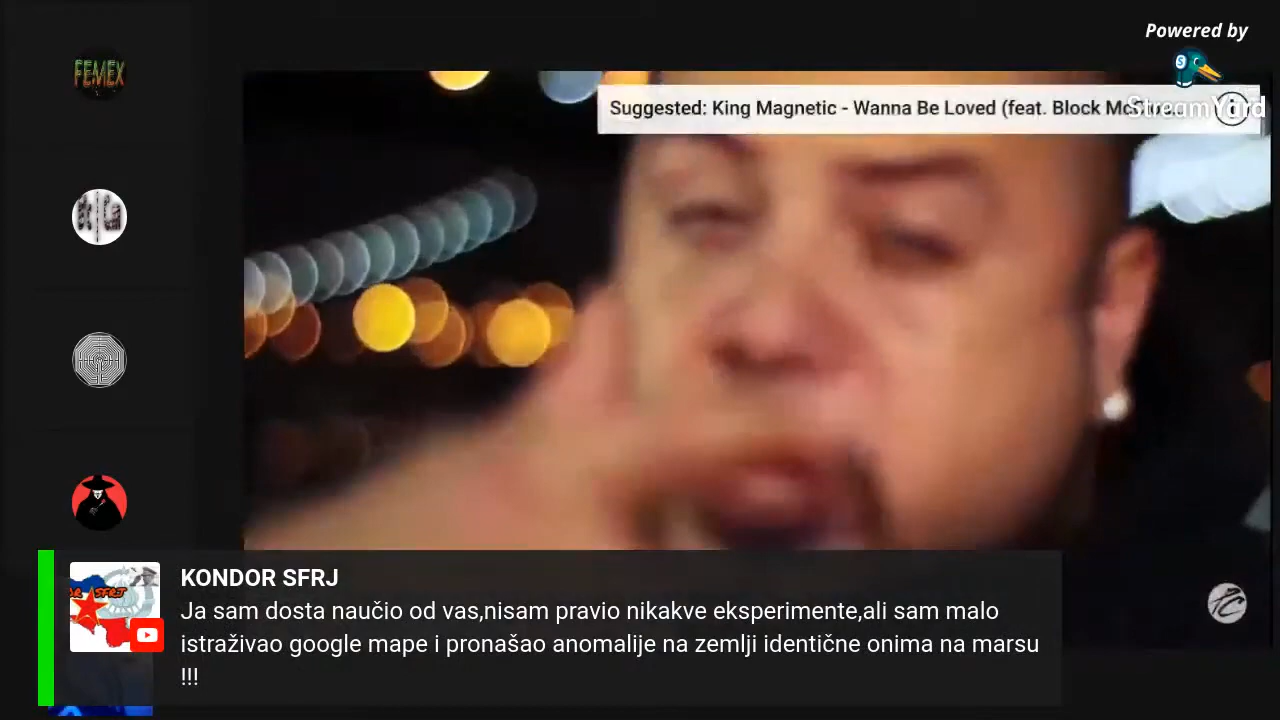 Powered by
StreamYard
FEMEX
Suggested: King Magnetic - Wanna Be Loved (feat. Block
SFRJ
KONDOR SFRJ
Ja sam dosta naučio od vas,nisam pravio nikakve eksperimente,ali sam malo
istraživao google mape i pronašao anomalije na zemlji identične onima na marsu
!!!